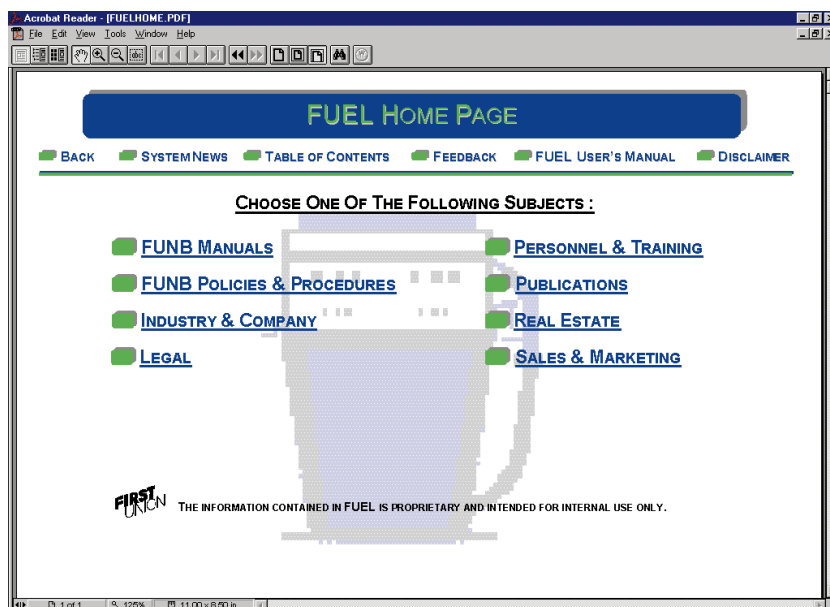 Acrobat Reader - [FUELHOME.PDF]
File Edit View Tools Window Help
FUEL HOME PAGE
BACK SYSTEM NEWS TABLE OF CONTENTS FEEDBACK FUEL USER'S MANUAL DISCLAIMER
CHOOSE ONE OF THE FOLLOWING SUBJECTS :
FUNB MANUALS PERSONNEL & TRAINING
FUNB POLICIES & PROCEDURES PUBLICATIONS
INDUSTRY & COMPANY REAL ESTATE
LEGAL SALES & MARKETING
FIRST UNION THE INFORMATION CONTAINED IN FUEL IS PROPRIETARY AND INTENDED FOR INTERNAL USE ONLY.
1 of 1 125% 11.00 x 8.50 in